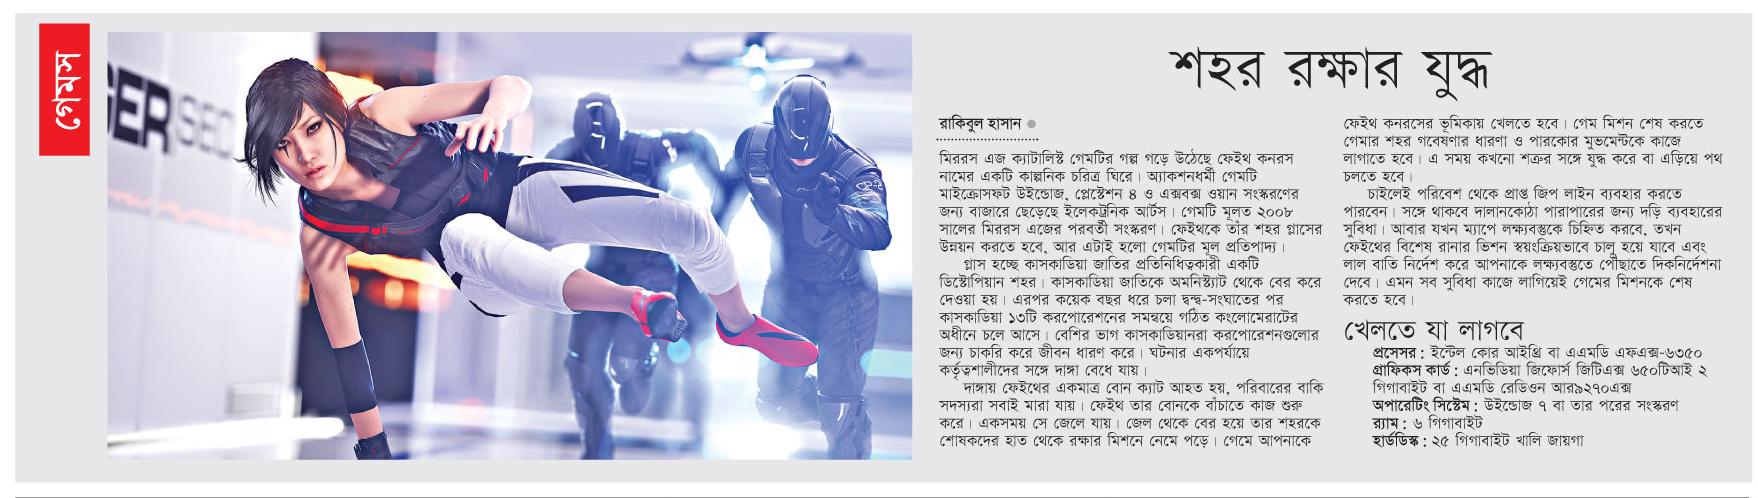 গেমস
GER SEC
শহর রক্ষার যুদ্ধ
রাকিবুল হাসান
মিররস এজ ক্যাটালিস্ট গেমটির গল্প গড়ে উঠেছে ফেইথ কনরস
নামের একটি কাল্পনিক চরিত্র ঘিরে। অ্যাকশনধর্মী গেমটি
মাইক্রোসফট উইন্ডোজ, প্লেস্টেশন ৪ ও এক্সবক্স ওয়ান সংস্করণের
জন্য বাজারে ছেড়েছে ইলেকট্রনিক আর্টস। গেমটি মূলত ২০০৮
সালের মিররস এজের পরবর্তী সংস্করণ। ফেইথকে তাঁর শহর গ্লাসের
উন্নয়ন করতে হবে, আর এটাই হলো গেমটির মূল প্রতিপাদ্য।
গ্লাস হচ্ছে কাসকাডিয়া জাতির প্রতিনিধিত্বকারী একটি
ডিস্টোপিয়ান শহর। কাসকাডিয়া জাতিকে অমনিস্ট্যাট থেকে বের করে
দেওয়া হয়। এরপর কয়েক বছর ধরে চলা দ্বন্দ্ব-সংঘাতের পর
কাসকাডিয়া ১৩টি করপোরেশনের সমন্বয়ে গঠিত কংলোমেরাটের
অধীনে চলে আসে। বেশির ভাগ কাসকাডিয়ানরা করপোরেশনগুলোর
জন্য চাকরি করে জীবন ধারণ করে। ঘটনার একপর্যায়ে
কর্তৃত্বশালীদের সঙ্গে দাঙ্গা বেধে যায়।
দাঙ্গায় ফেইথের একমাত্র বোন ক্যাট আহত হয়, পরিবারের বাকি
সদস্যরা সবাই মারা যায়। ফেইথ তার বোনকে বাঁচাতে কাজ শুরু
করে। একসময় সে জেলে যায়। জেল থেকে বের হয়ে তার শহরকে
শোষকদের হাত থেকে রক্ষার মিশনে নেমে পড়ে। গেমে আপনাকে
ফেইথ কনরসের ভূমিকায় খেলতে হবে। গেম মিশন শেষ করতে
গেমার শহর গবেষণার ধারণা ও পারকোর মুভমেন্টকে কাজে
লাগাতে হবে। এ সময় কখনো শত্রুর সঙ্গে যুদ্ধ করে বা এড়িয়ে পথ
চলতে হবে।
চাইলেই পরিবেশ থেকে প্রাপ্ত জিপ লাইন ব্যবহার করতে
পারবেন। সঙ্গে থাকবে দালানকোঠা পারাপারের জন্য দড়ি ব্যবহারের
সুবিধা। আবার যখন ম্যাপে লক্ষ্যবস্তুকে চিহ্নিত করবে, তখন
ফেইথের বিশেষ রানার ভিশন স্বয়ংক্রিয়ভাবে চালু হয়ে যাবে এবং
লাল বাতি নির্দেশ করে আপনাকে লক্ষ্যবস্তুতে পৌঁছাতে দিকনির্দেশনা
দেবে। এমন সব সুবিধা কাজে লাগিয়েই গেমের মিশনকে শেষ
করতে হবে।
খেলতে যা লাগবে
প্রসেসর : ইন্টেল কোর আইথ্রি বা এএমডি এফএক্স-৬৩৫০
গ্রাফিকস কার্ড : এনভিডিয়া জিফোর্স জিটিএক্স ৬৫০টিআই ২
গিগাবাইট বা এএমডি রেডিওন আর৯২৭০এক্স
অপারেটিং সিস্টেম : উইন্ডোজ ৭ বা তার পরের সংস্করণ
র‍্যাম : ৬ গিগাবাইট
হার্ডডিস্ক : ২৫ গিগাবাইট খালি জায়গা